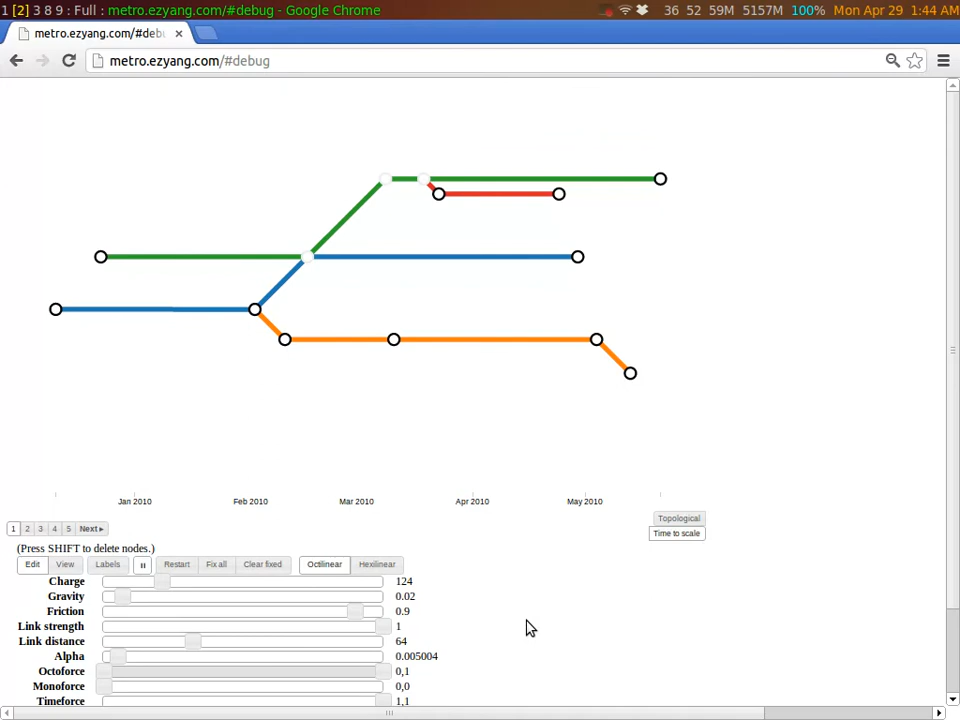 1 [2] 3 8 9 : Full : metro.ezyang.com/#debug - Google Chrome 36 52 59M 5157M 100% Mon Apr 29 1:44 AM
metro.ezyang.com/#debu
metro.ezyang.com/#debug
Jan 2010 Feb 2010 Mar 2010 Apr 2010 May 2010
Topological
1 2 3 4 5 Next▸
Time to scale
(Press SHIFT to delete nodes.)
Edit View Labels Restart Fix all Clear fixed Octilinear Hexilinear
Charge 124
Gravity 0.02
Friction 0.9
Link strength 1
Link distance 64
Alpha 0.005004
Octoforce 0,1
Monoforce 0,0
Timeforce 1,1